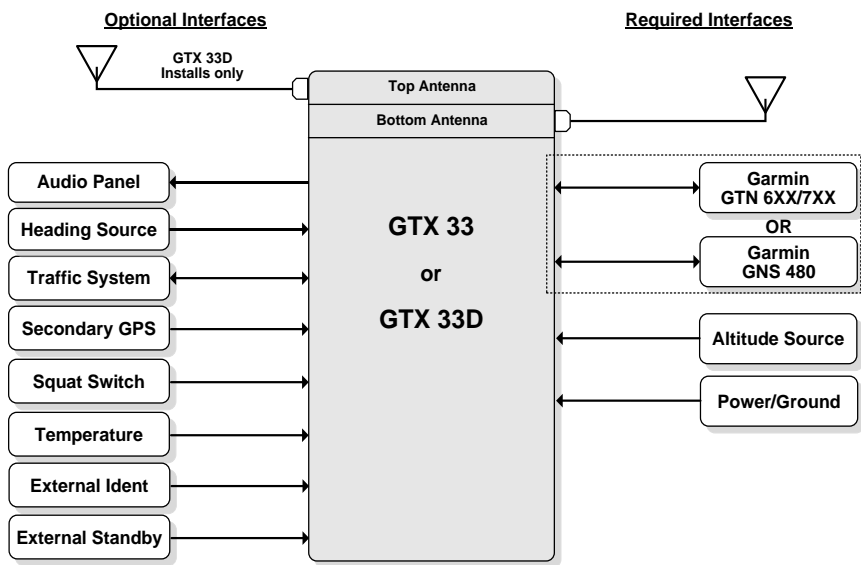 Optional Interfaces
Required Interfaces
GTX 33D
Installs only
Top Antenna
Bottom Antenna
Audio Panel
Heading Source
Traffic System
Secondary GPS
Squat Switch
Temperature
External Ident
External Standby
GTX 33
or
GTX 33D
Garmin
GTN 6XX/7XX
OR
Garmin
GNS 480
Altitude Source
Power/Ground